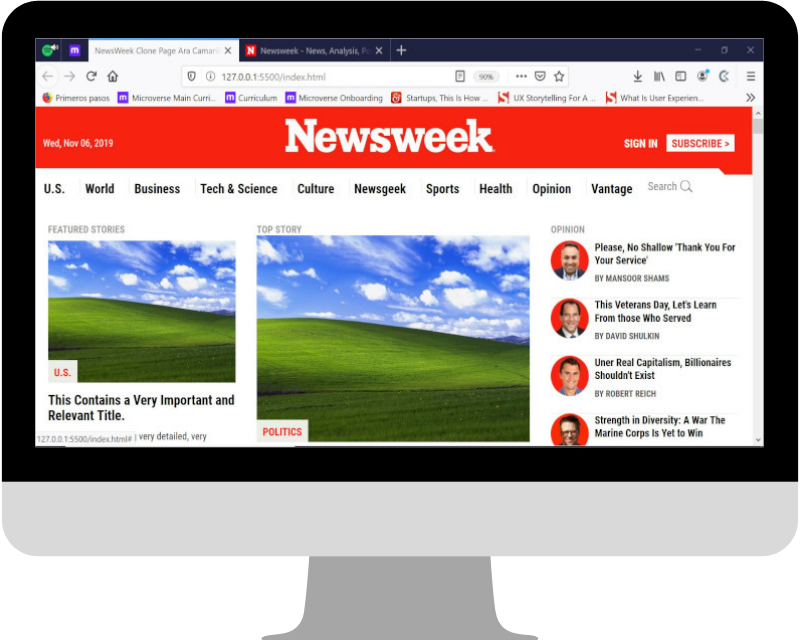 NewsWeek Clone Page Ara Camaril
Newsweek - News, Analysis, Po
127.0.0.1:5500/index.html
90%
Primeros pasos
Microverse Main Curri...
Curriculum
Microverse Onboarding
Startups, This Is How ...
UX Storytelling For A ...
What Is User Experien...
Wed, Nov 06, 2019
Newsweek
SIGN IN
SUBSCRIBE >
U.S.
World
Business
Tech & Science
Culture
Newsgeek
Sports
Health
Opinion
Vantage
Search
FEATURED STORIES
U.S.
This Contains a Very Important and
Relevant Title.
very detailed, very
127.0.0.1:5500/index.html#
TOP STORY
POLITICS
OPINION
Please, No Shallow 'Thank You For
Your Service'
BY MANSOOR SHAMS
This Veterans Day, Let's Learn
From those Who Served
BY DAVID SHULKIN
Uner Real Capitalism, Billionaires
Shouldn't Exist
BY ROBERT REICH
Strength in Diversity: A War The
Marine Corps Is Yet to Win